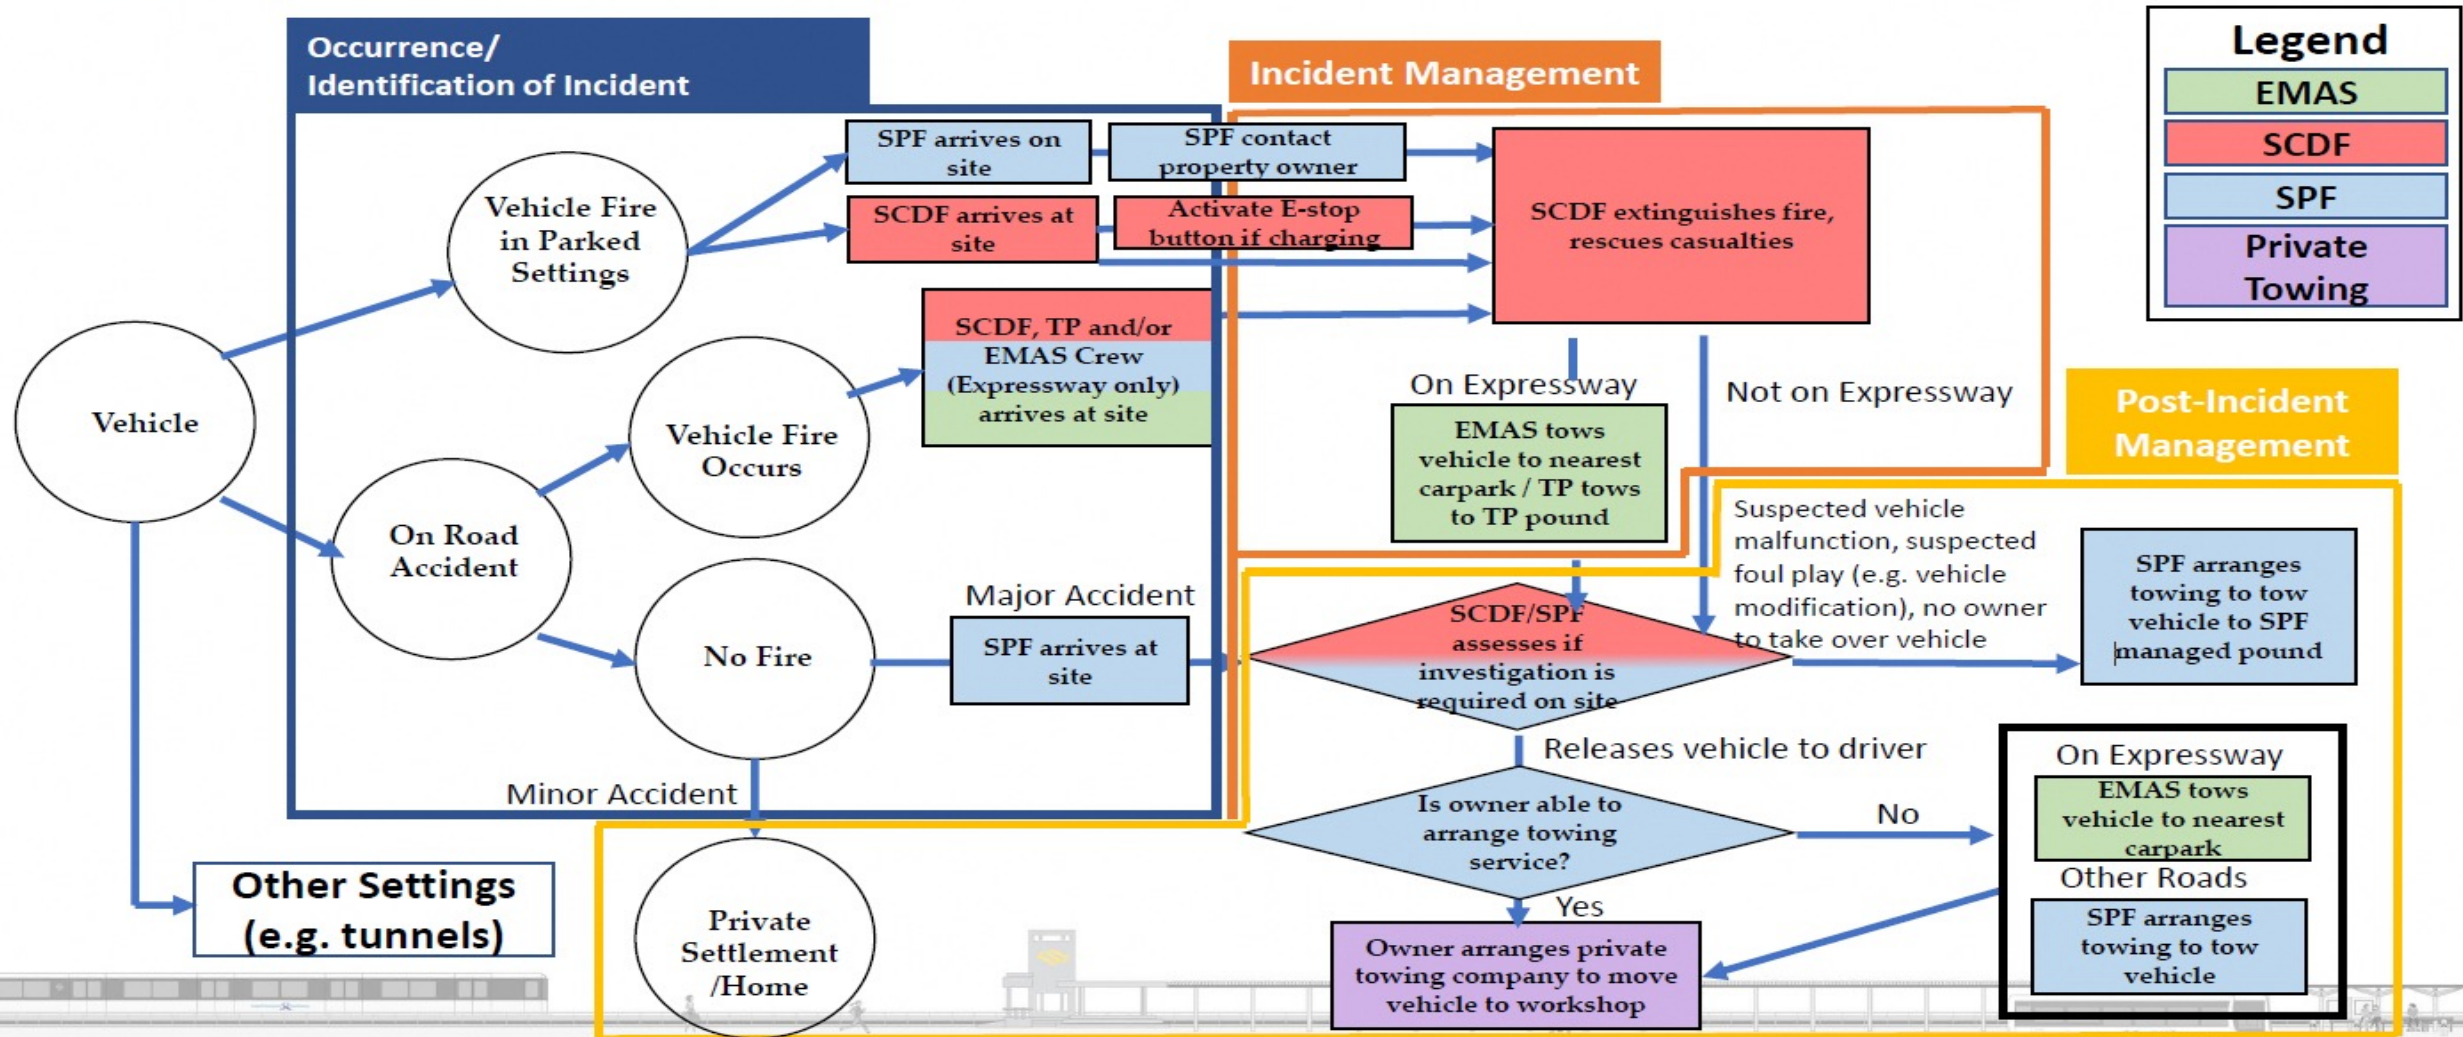 Occurrence/
Identification of Incident
Incident Management
Legend
EMAS
SCDF
SPF
Private
Towing
SPF arrives on
site
SPF contact
property owner
SCDF arrives at
site
Activate E-stop
button if charging
SCDF extinguishes fire,
rescues casualties
Vehicle Fire
in Parked
Settings
SCDF, TP and/or
EMAS Crew
(Expressway only)
arrives at site
Vehicle
Vehicle Fire
Occurs
On Road
Accident
No Fire
Major Accident
SPF arrives at
site
Minor Accident
On Expressway
Not on Expressway
EMAS tows
vehicle to nearest
carpark / TP tows
to TP pound
Post-Incident
Management
Suspected vehicle
malfunction, suspected
foul play (e.g. vehicle
modification), no owner
to take over vehicle
SPF arranges
towing to tow
vehicle to SPF
managed pound
SCDF/SPF
assesses if
investigation is
required on site
Releases vehicle to driver
Is owner able to
arrange towing
service?
No
Yes
On Expressway
EMAS tows
vehicle to nearest
carpark
Other Roads
SPF arranges
towing to tow
vehicle
Owner arranges private
towing company to move
vehicle to workshop
Other Settings
(e.g. tunnels)
Private
Settlement
/Home